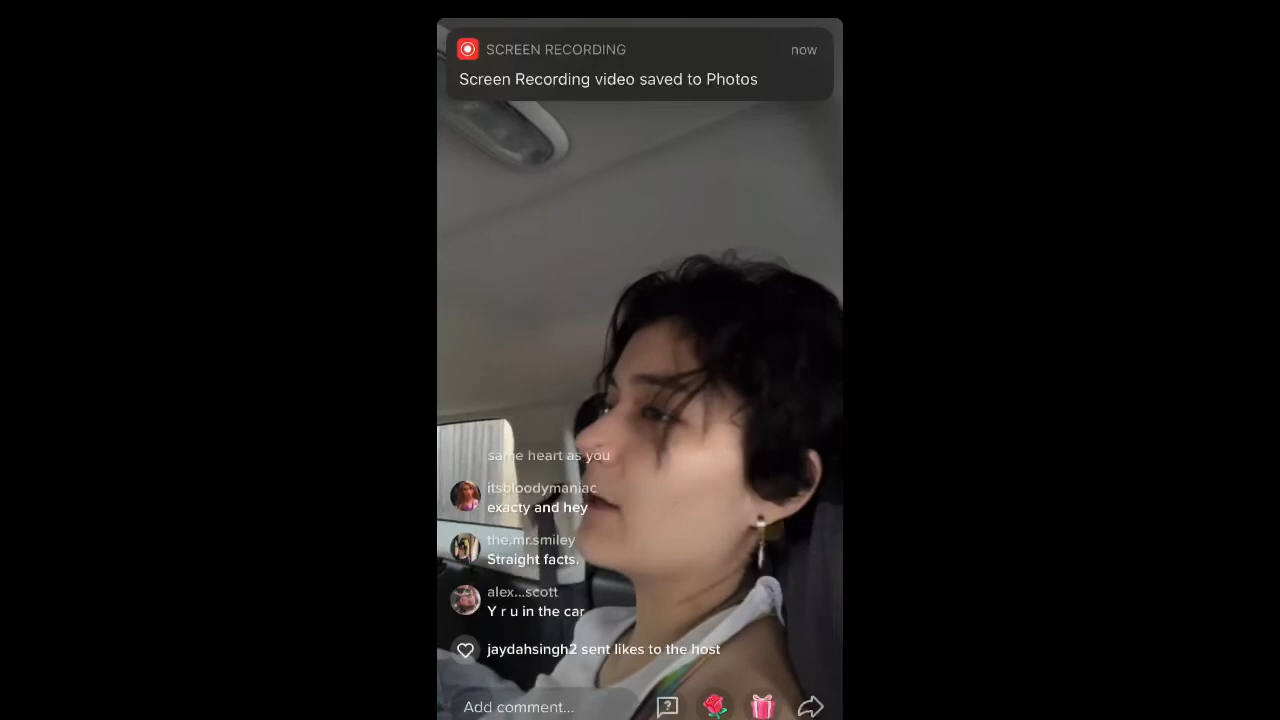 SCREEN RECORDING now
Screen Recording video saved to Photos
same heart as you
itsbloodymaniac
exacty and hey
the.mr.smiley
Straight facts.
alex...scott
Y r u in the car
jaydahsingh2 sent likes to the host
Add comment...
?